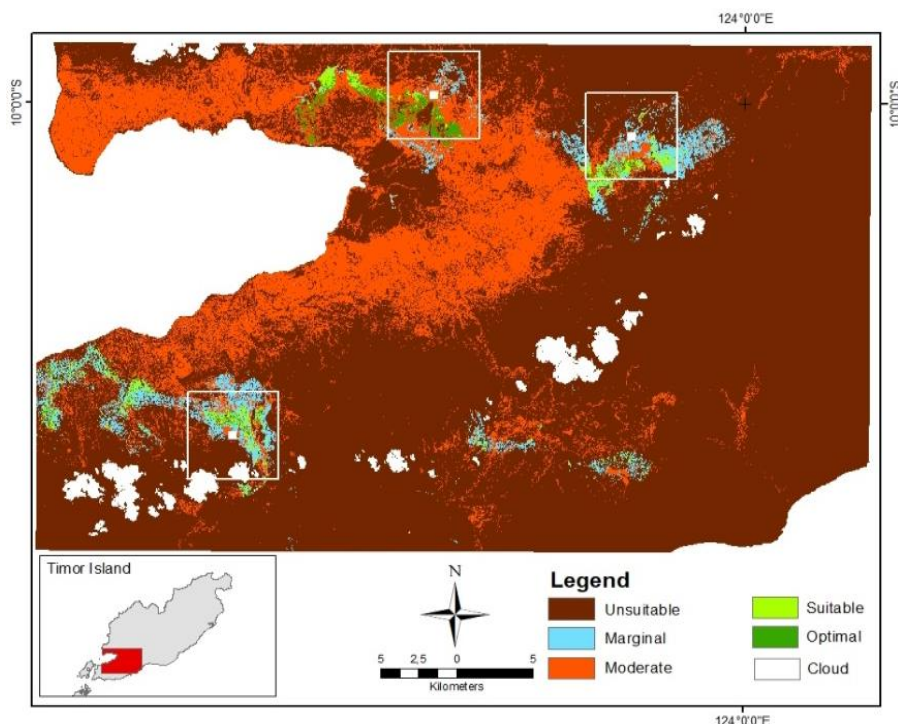 124°0'0"E
10°0'0"S
10°0'0"S
Timor Island
N
5 2,5 0 5
Kilometers
Legend
Unsuitable
Marginal
Moderate
Suitable
Optimal
Cloud
124°0'0"E